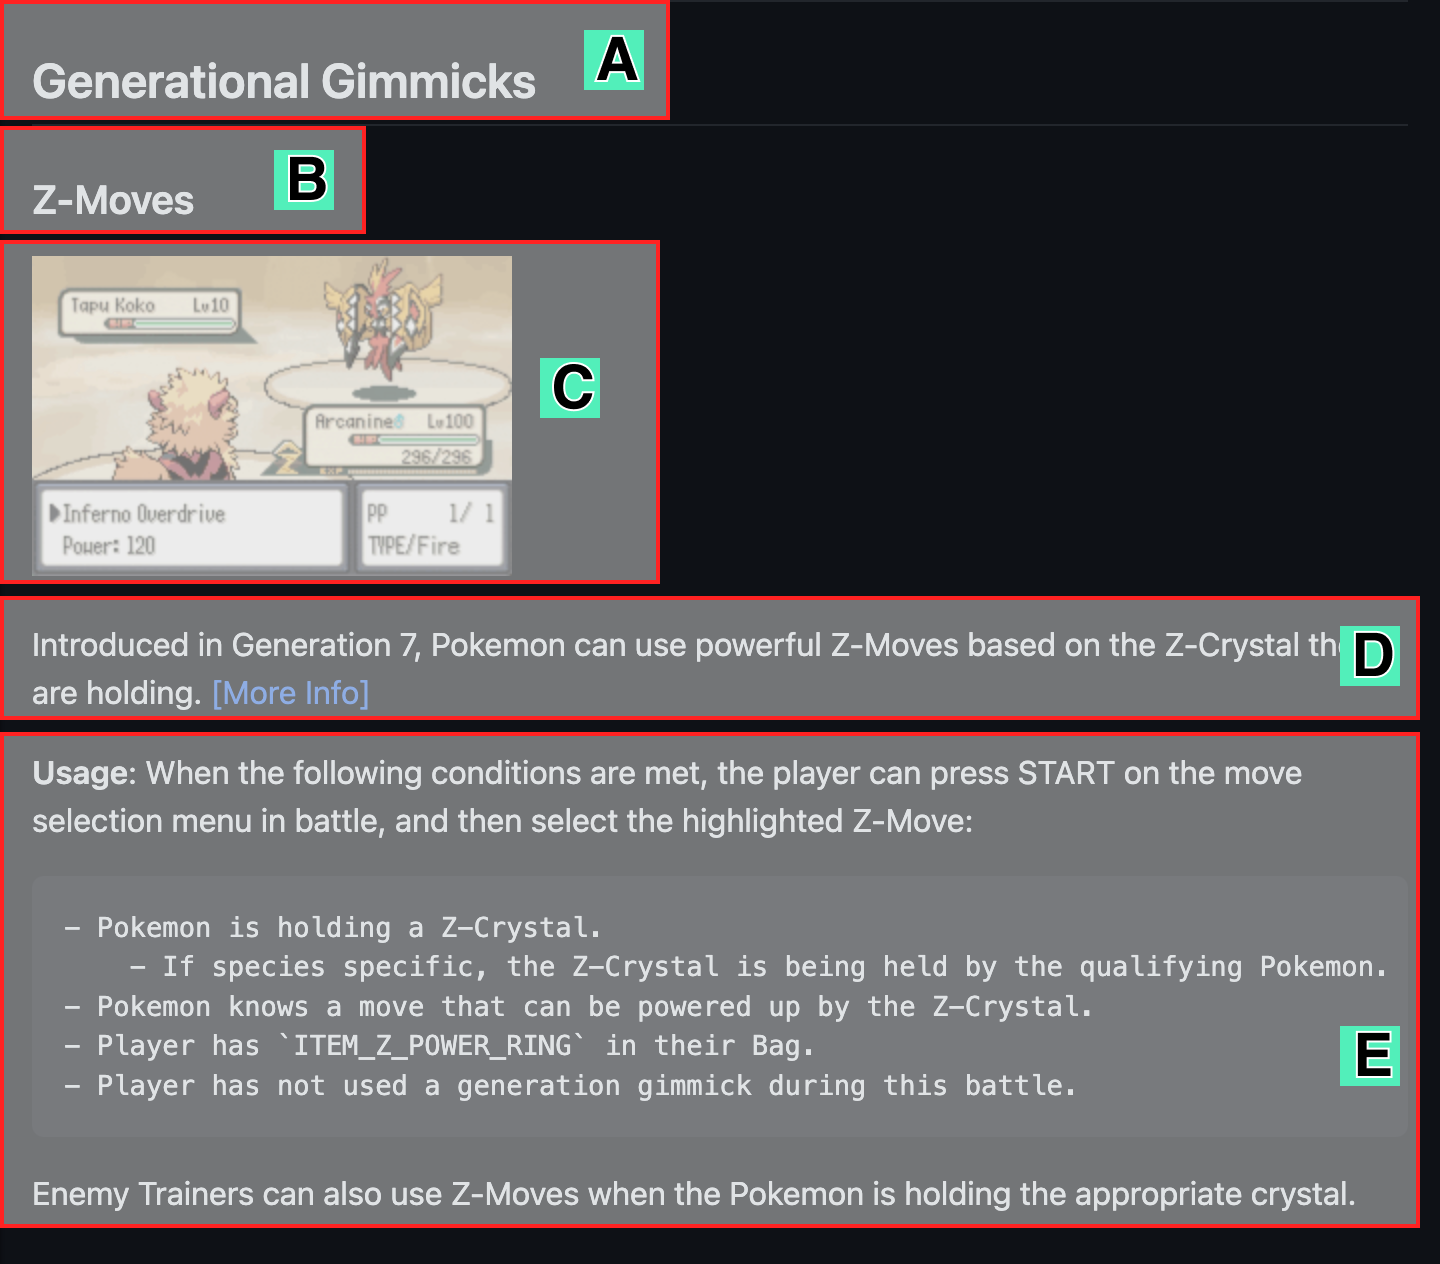 Generational Gimmicks
A
Z-Moves
B
Tapu Koko Lv10
Arcanine Lv100
296/296
EXP
C
Inferno Overdrive
Power: 120
PP 1/ 1
TYPE/Fire
Introduced in Generation 7, Pokemon can use powerful Z-Moves based on the Z-Crystal
D
are holding. [More Info]
Usage: When the following conditions are met, the player can press START on the move
selection menu in battle, and then select the highlighted Z-Move:
- Pokemon is holding a Z-Crystal.
- If species specific, the Z-Crystal is being held by the qualifying Pokemon.
- Pokemon knows a move that can be powered up by the Z-Crystal.
- Player has `ITEM_Z_POWER_RING` in their Bag.
E
- Player has not used a generation gimmick during this battle.
Enemy Trainers can also use Z-Moves when the Pokemon is holding the appropriate crystal.